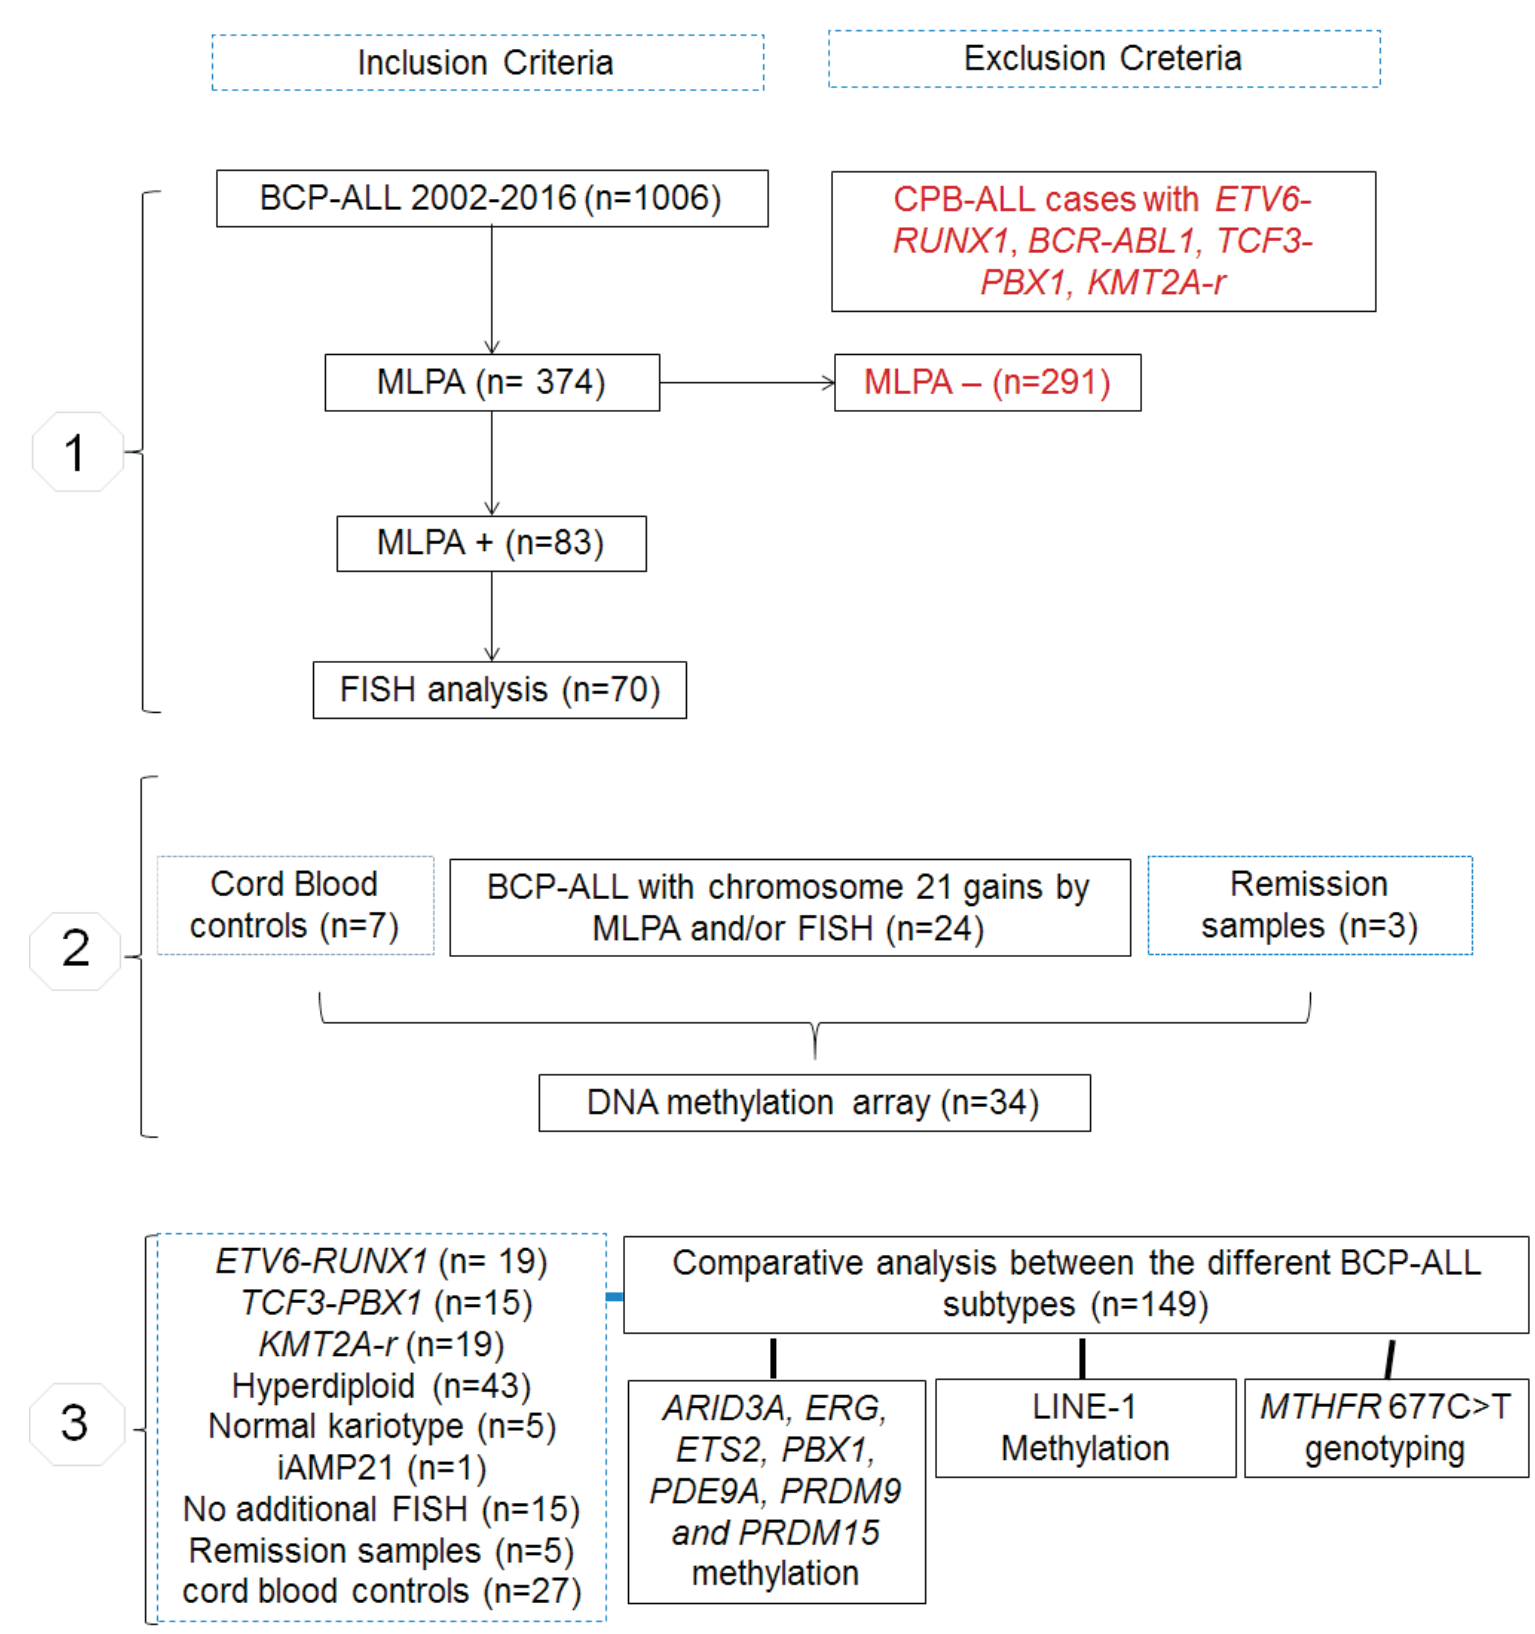 Inclusion Criteria
Exclusion Creteria
BCP-ALL 2002-2016 (n=1006)
CPB-ALL cases with ETV6-
RUNX1, BCR-ABL1, TCF3-
PBX1, KMT2A-r
MLPA (n= 374)
MLPA – (n=291)
1
MLPA + (n=83)
FISH analysis (n=70)
2
Cord Blood
controls (n=7)
BCP-ALL with chromosome 21 gains by
MLPA and/or FISH (n=24)
Remission
samples (n=3)
DNA methylation array (n=34)
3
ETV6-RUNX1 (n= 19)
TCF3-PBX1 (n=15)
KMT2A-r (n=19)
Hyperdiploid (n=43)
Normal kariotype (n=5)
iAMP21 (n=1)
No additional FISH (n=15)
Remission samples (n=5)
cord blood controls (n=27)
Comparative analysis between the different BCP-ALL
subtypes (n=149)
ARID3A, ERG,
ETS2, PBX1,
PDE9A, PRDM9
and PRDM15
methylation
LINE-1
Methylation
MTHFR 677C>T
genotyping